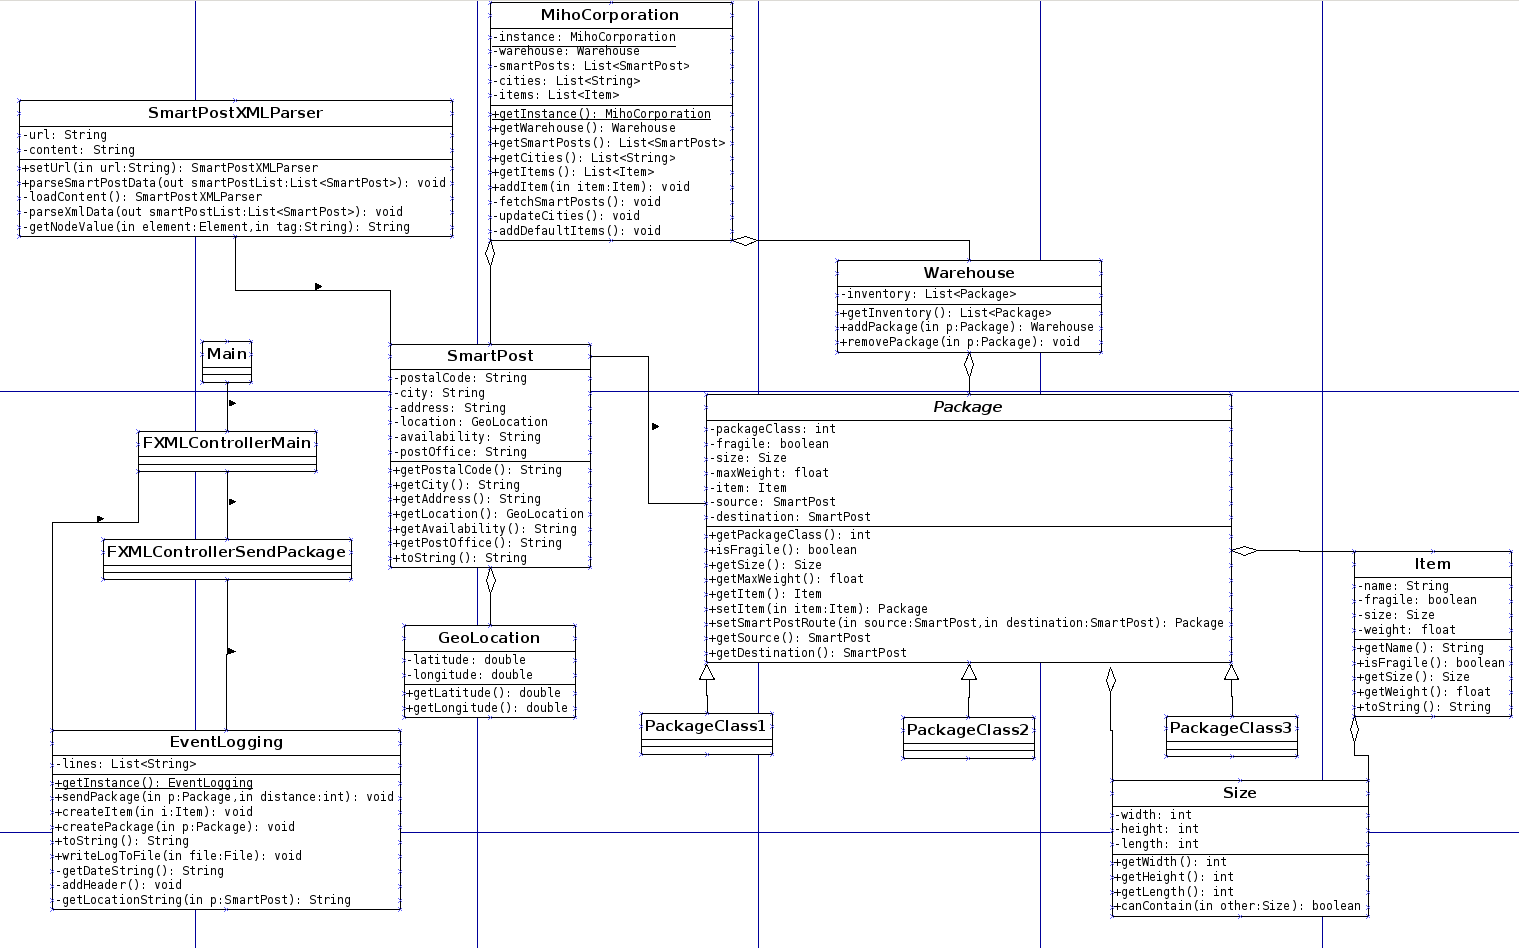 MihoCorporation
-instance: MihoCorporation
-warehouse: Warehouse
-smartPosts: List<SmartPost>
-cities: List<String>
-items: List<Item>
+getInstance(): MihoCorporation
+getWarehouse(): Warehouse
+getSmartPosts(): List<SmartPost>
+getCities(): List<String>
+getItems(): List<Item>
+addItem(in item:Item): void
-fetchSmartPosts(): void
-updateCities(): void
-addDefaultItems(): void
SmartPostXMLParser
-url: String
-content: String
+setUrl(in url:String): SmartPostXMLParser
+parseSmartPostData(out smartPostList:List<SmartPost>): void
-loadContent(): SmartPostXMLParser
-parseXmlData(out smartPostList:List<SmartPost>): void
-getNodeValue(in element:Element,in tag:String): String
Warehouse
-inventory: List<Package>
+getInventory(): List<Package>
+addPackage(in p:Package): Warehouse
+removePackage(in p:Package): void
Main
FXMLControllerMain
FXMLControllerSendPackage
SmartPost
-postalCode: String
-city: String
-address: String
-location: GeoLocation
-availability: String
-postOffice: String
+getPostalCode(): String
+getCity(): String
+getAddress(): String
+getLocation(): GeoLocation
+getAvailability(): String
+getPostOffice(): String
+toString(): String
Package
-packageClass: int
-fragile: boolean
-size: Size
-maxWeight: float
-item: Item
-source: SmartPost
-destination: SmartPost
+getPackageClass(): int
+isFragile(): boolean
+getSize(): Size
+getMaxWeight(): float
+getItem(): Item
+setItem(in item:Item): Package
+setSmartPostRoute(in source:SmartPost,in destination:SmartPost): Package
+getSource(): SmartPost
+getDestination(): SmartPost
Item
-name: String
-fragile: boolean
-size: Size
-weight: float
+getName(): String
+isFragile(): boolean
+getSize(): Size
+getWeight(): float
+toString(): String
GeoLocation
-latitude: double
-longitude: double
+getLatitude(): double
+getLongitude(): double
PackageClass1
PackageClass2
PackageClass3
EventLogging
-lines: List<String>
+getInstance(): EventLogging
+sendPackage(in p:Package,in distance:int): void
+createItem(in i:Item): void
+createPackage(in p:Package): void
+toString(): String
+writeLogToFile(in file:File): void
-getDateString(): String
-addHeader(): void
-getLocationString(in p:SmartPost): String
Size
-width: int
-height: int
-length: int
+getWidth(): int
+getHeight(): int
+getLength(): int
+canContain(in other:Size): boolean